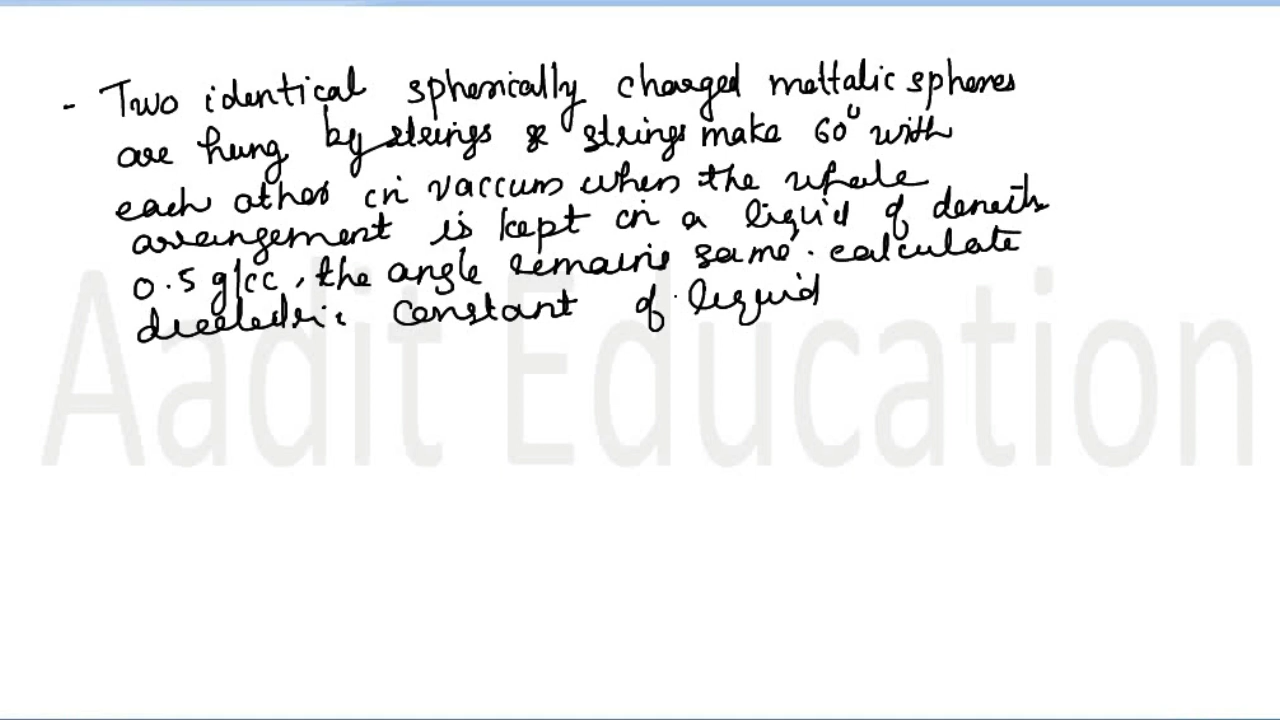 - Two identical spherically charged mettalic spheres
are hung by strings & strings make 60° with
each other in vaccum when the whole
arrangement is kept in a liquid of density
0.5 g/cc, the angle remains same. calculate
dielectric constant of liquid
Aadit Education